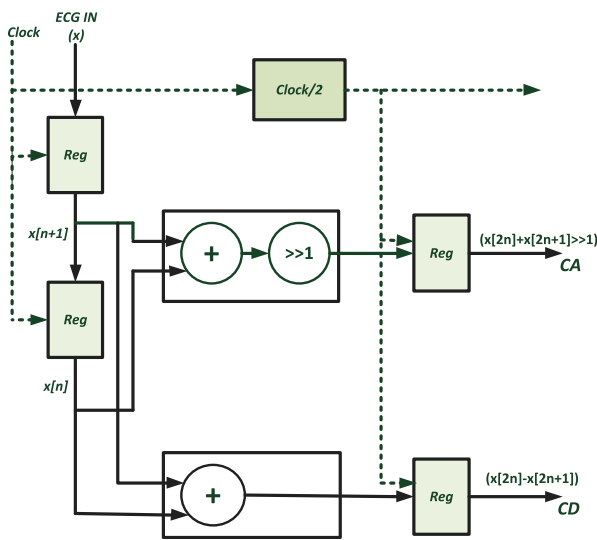 Clock
ECG IN
(x)
Clock/2
Reg
x[n+1]
+
>>1
Reg
(x[2n]+x[2n+1]>>1)
CA
Reg
x[n]
+
Reg
(x[2n]-x[2n+1])
CD